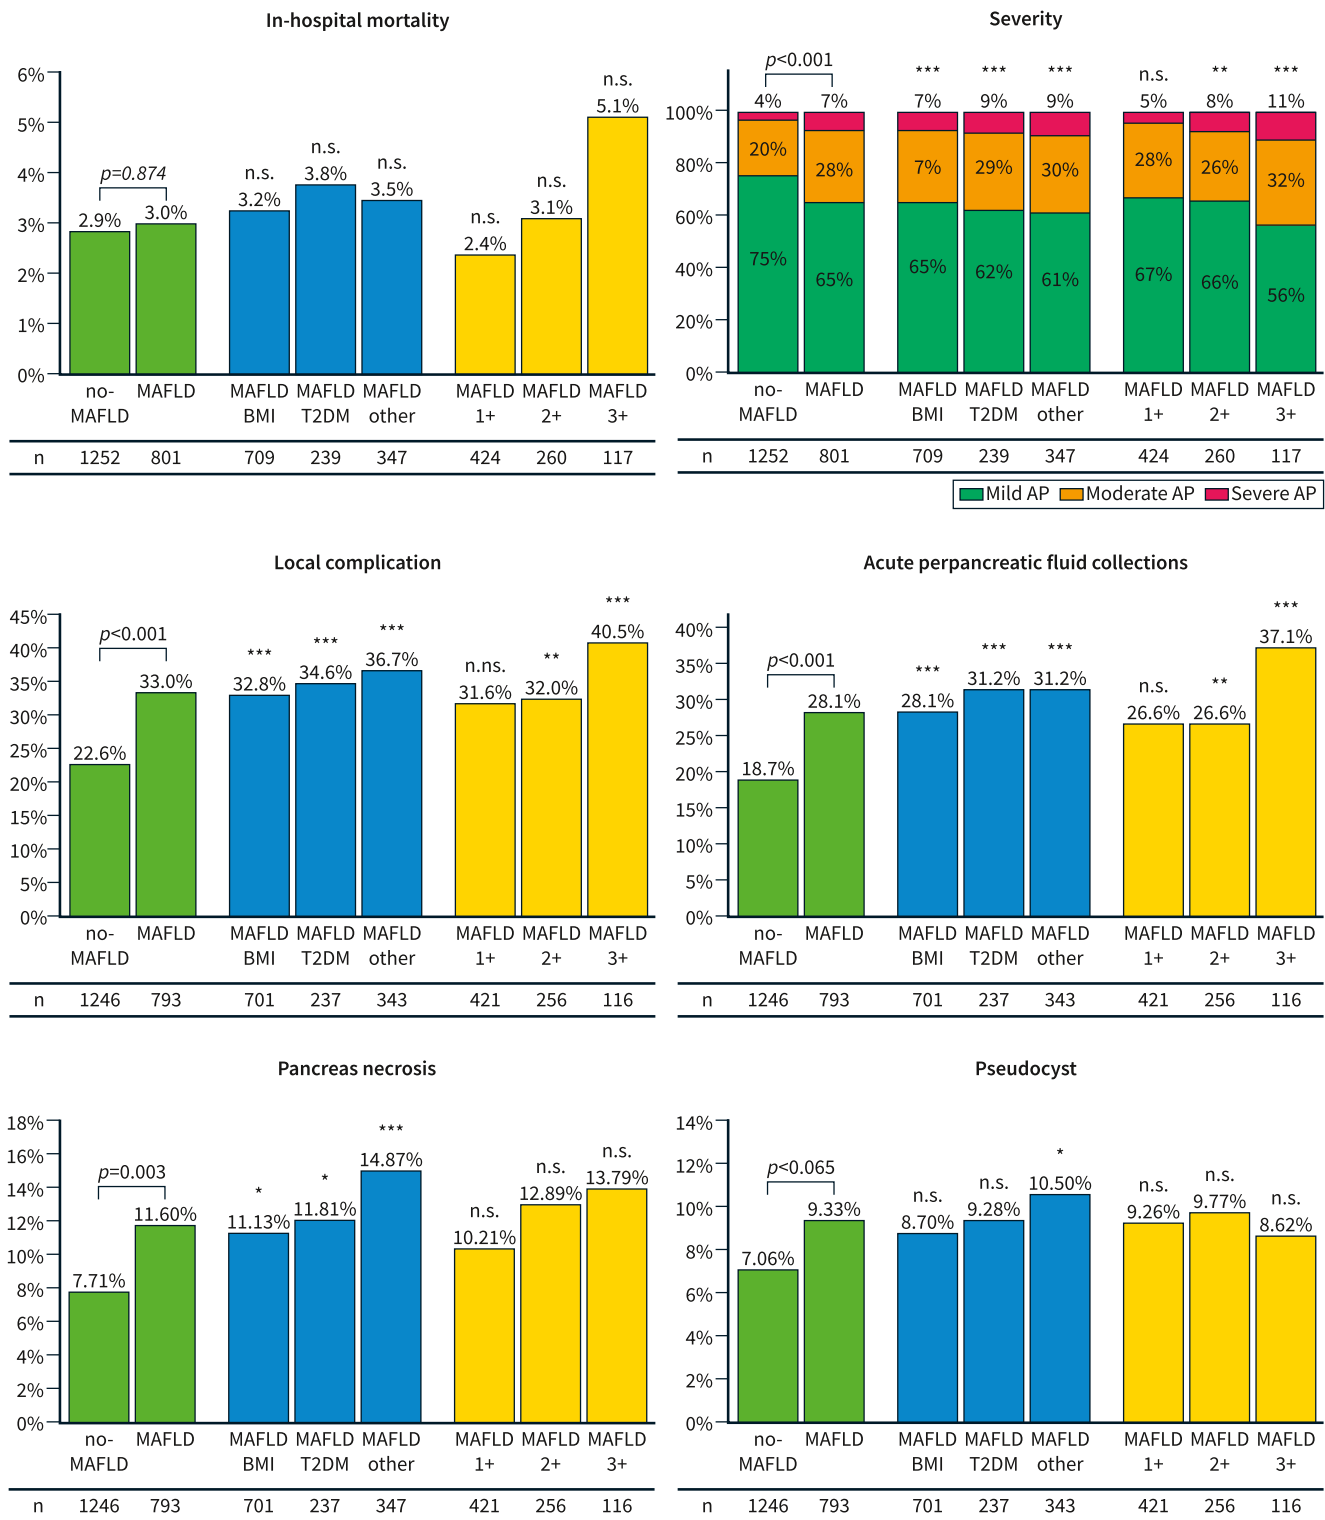 In-hospital mortality
6%
5%
4%
3%
2%
1%
0%
p=0.874
n.s.
n.s.
n.s.
n.s.
n.s.
n.s.
2.9%
3.0%
3.2%
3.8%
3.5%
2.4%
3.1%
5.1%
no-MAFLD
MAFLD
MAFLD BMI
MAFLD T2DM
MAFLD other
MAFLD 1+
MAFLD 2+
MAFLD 3+
n 1252 801 709 239 347 424 260 117
Severity
100%
80%
60%
40%
20%
0%
p<0.001
*** *** *** n.s. ** ***
4% 7% 7% 9% 9% 5% 8% 11%
20% 28% 7% 29% 30% 28% 26% 32%
75% 65% 65% 62% 61% 67% 66% 56%
no-MAFLD
MAFLD
MAFLD BMI
MAFLD T2DM
MAFLD other
MAFLD 1+
MAFLD 2+
MAFLD 3+
n 1252 801 709 239 347 424 260 117
Mild AP Moderate AP Severe AP
Local complication
45%
40%
35%
30%
25%
20%
15%
10%
5%
0%
p<0.001
*** *** *** n.ns. ** ***
22.6% 33.0% 32.8% 34.6% 36.7% 31.6% 32.0% 40.5%
no-MAFLD
MAFLD
MAFLD BMI
MAFLD T2DM
MAFLD other
MAFLD 1+
MAFLD 2+
MAFLD 3+
n 1246 793 701 237 343 421 256 116
Acute perpancreatic fluid collections
40%
35%
30%
25%
20%
15%
10%
5%
0%
p<0.001
*** *** *** n.s. ** ***
18.7% 28.1% 28.1% 31.2% 31.2% 26.6% 26.6% 37.1%
no-MAFLD
MAFLD
MAFLD BMI
MAFLD T2DM
MAFLD other
MAFLD 1+
MAFLD 2+
MAFLD 3+
n 1246 793 701 237 343 421 256 116
Pancreas necrosis
18%
16%
14%
12%
10%
8%
6%
4%
2%
0%
p=0.003
* * *** n.s. n.s. n.s.
7.71% 11.60% 11.13% 11.81% 14.87% 10.21% 12.89% 13.79%
no-MAFLD
MAFLD
MAFLD BMI
MAFLD T2DM
MAFLD other
MAFLD 1+
MAFLD 2+
MAFLD 3+
n 1246 793 701 237 347 421 256 116
Pseudocyst
14%
12%
10%
8%
6%
4%
2%
0%
p<0.065
n.s. n.s. * n.s. n.s. n.s.
7.06% 9.33% 8.70% 9.28% 10.50% 9.26% 9.77% 8.62%
no-MAFLD
MAFLD
MAFLD BMI
MAFLD T2DM
MAFLD other
MAFLD 1+
MAFLD 2+
MAFLD 3+
n 1246 793 701 237 343 421 256 116